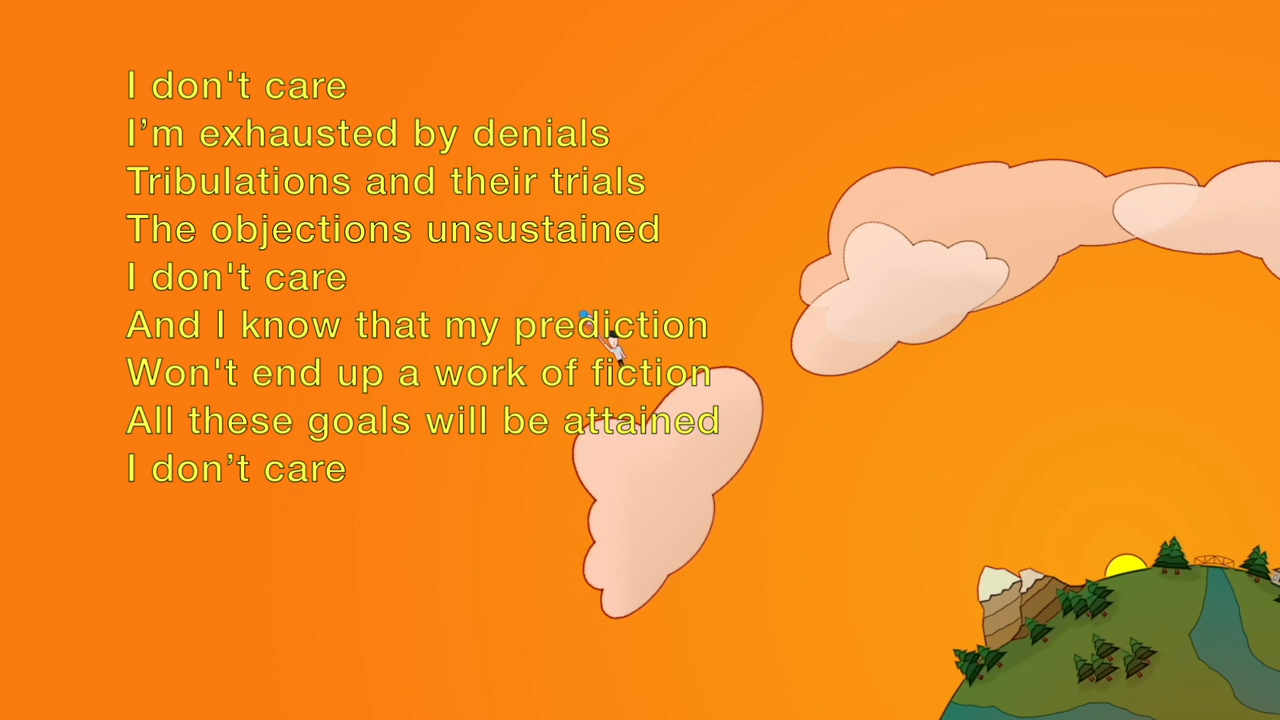 I don't care
I’m exhausted by denials
Tribulations and their trials
The objections unsustained
I don't care
And I know that my prediction
Won't end up a work of fiction
All these goals will be attained
I don’t care